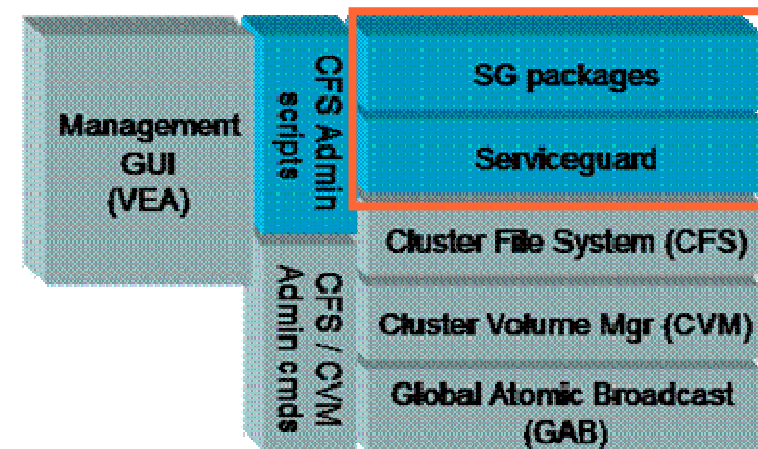 Management
GUI
(VEA)
CFS Admin
scripts
CFS / CVM
Admin cmds
SG packages
Serviceguard
Cluster File System (CFS)
Cluster Volume Mgr (CVM)
Global Atomic Broadcast
(GAB)